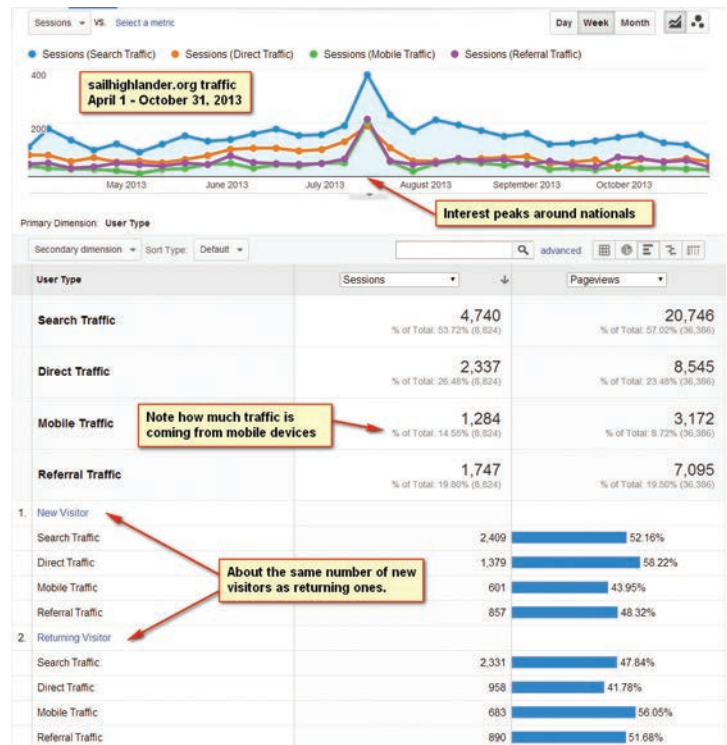 Sessions VS. Select a metric Day Week Month
Sessions (Search Traffic) Sessions (Direct Traffic) Sessions (Mobile Traffic) Sessions (Referral Traffic)
400
sailhighlander.org traffic
April 1 - October 31, 2013
200
May 2013 June 2013 July 2013 August 2013 September 2013 October 2013
Interest peaks around nationals
Primary Dimension: User Type
Secondary dimension Sort Type: Default advanced
User Type Sessions Pageviews
Search Traffic 4,740 20,746
% of Total: 53.72% (8,824) % of Total: 57.02% (36,386)
Direct Traffic 2,337 8,545
% of Total: 26.48% (8,824) % of Total: 23.48% (36,386)
Mobile Traffic 1,284 3,172
Note how much traffic is
coming from mobile devices
% of Total: 14.55% (8,824) % of Total: 8.72% (36,386)
Referral Traffic 1,747 7,095
% of Total: 19.80% (8,824) % of Total: 19.50% (36,386)
1. New Visitor
Search Traffic 2,409 52.16%
Direct Traffic 1,379 58.22%
About the same number of new
visitors as returning ones.
Mobile Traffic 601 43.95%
Referral Traffic 857 48.32%
2. Returning Visitor
Search Traffic 2,331 47.84%
Direct Traffic 958 41.78%
Mobile Traffic 683 56.05%
Referral Traffic 890 51.68%